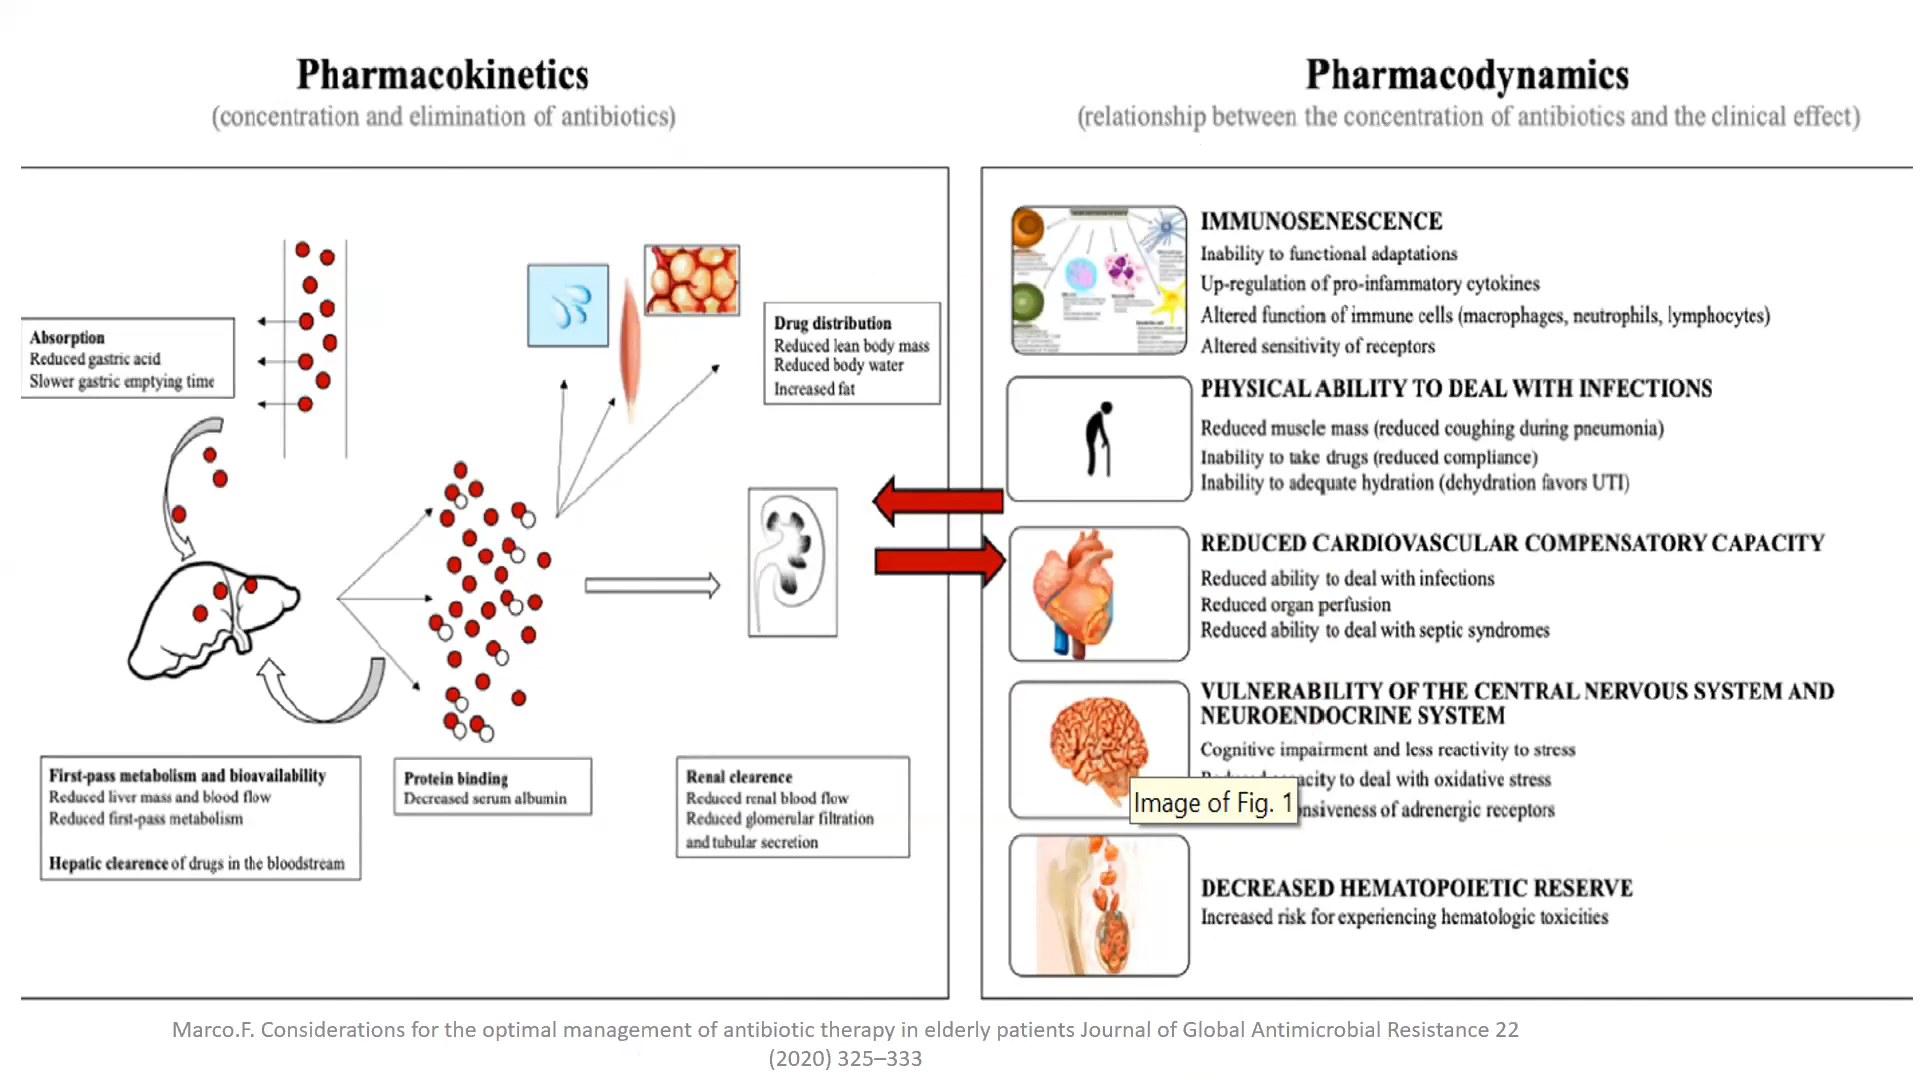 Pharmacokinetics
(concentration and elimination of antibiotics)
Absorption
Reduced gastric acid
Slower gastric emptying time
Drug distribution
Reduced lean body mass
Reduced body water
Increased fat
First-pass metabolism and bioavailability
Reduced liver mass and blood flow
Reduced first-pass metabolism
Hepatic clearence of drugs in the bloodstream
Protein binding
Decreased serum albumin
Renal clearence
Reduced renal blood flow
Reduced glomerular filtration
and tubular secretion
Pharmacodynamics
(relationship between the concentration of antibiotics and the clinical effect)
IMMUNOSENESCENCE
Inability to functional adaptations
Up-regulation of pro-infammatory cytokines
Altered function of immune cells (macrophages, neutrophils, lymphocytes)
Altered sensitivity of receptors
PHYSICAL ABILITY TO DEAL WITH INFECTIONS
Reduced muscle mass (reduced coughing during pneumonia)
Inability to take drugs (reduced compliance)
Inability to adequate hydration (dehydration favors UTI)
REDUCED CARDIOVASCULAR COMPENSATORY CAPACITY
Reduced ability to deal with infections
Reduced organ perfusion
Reduced ability to deal with septic syndromes
VULNERABILITY OF THE CENTRAL NERVOUS SYSTEM AND
NEUROENDOCRINE SYSTEM
Cognitive impairment and less reactivity to stress
to deal with oxidative stress
of adrenergic receptors
Image of Fig. 1
DECREASED HEMATOPOIETIC RESERVE
Increased risk for experiencing hematologic toxicities
Marco.F. Considerations for the optimal management of antibiotic therapy in elderly patients Journal of Global Antimicrobial Resistance 22
(2020) 325–333